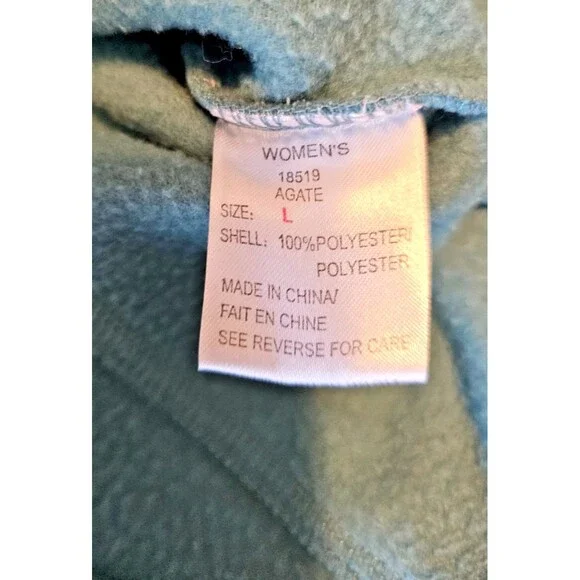 WOMEN'S
18519
AGATE
SIZE: L
SHELL: 100%POLYESTER/
POLYESTER
MADE IN CHINA/
FAIT EN CHINE
SEE REVERSE FOR CARE